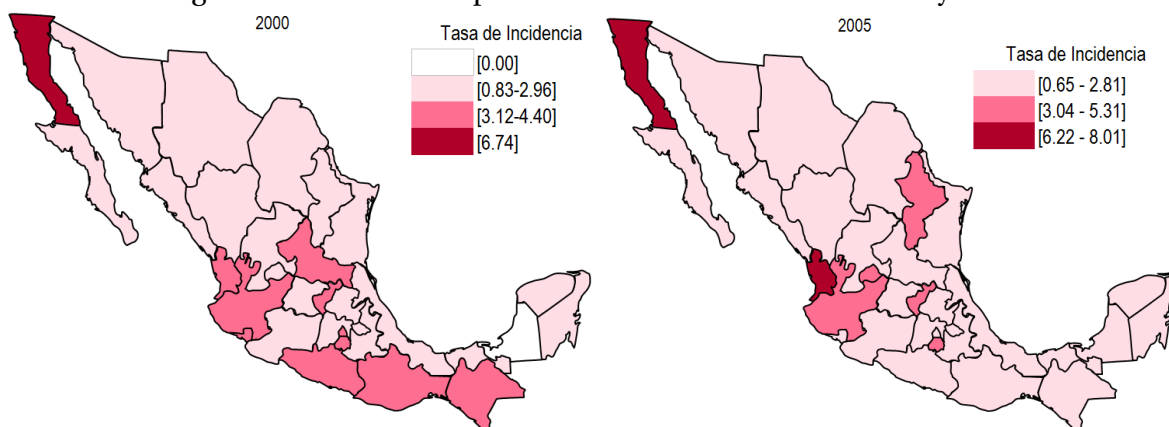 2000
Tasa de Incidencia
[0.00]
[0.83-2.96]
[3.12-4.40]
[6.74]
2005
Tasa de Incidencia
[0.65 - 2.81]
[3.04 - 5.31]
[6.22 - 8.01]